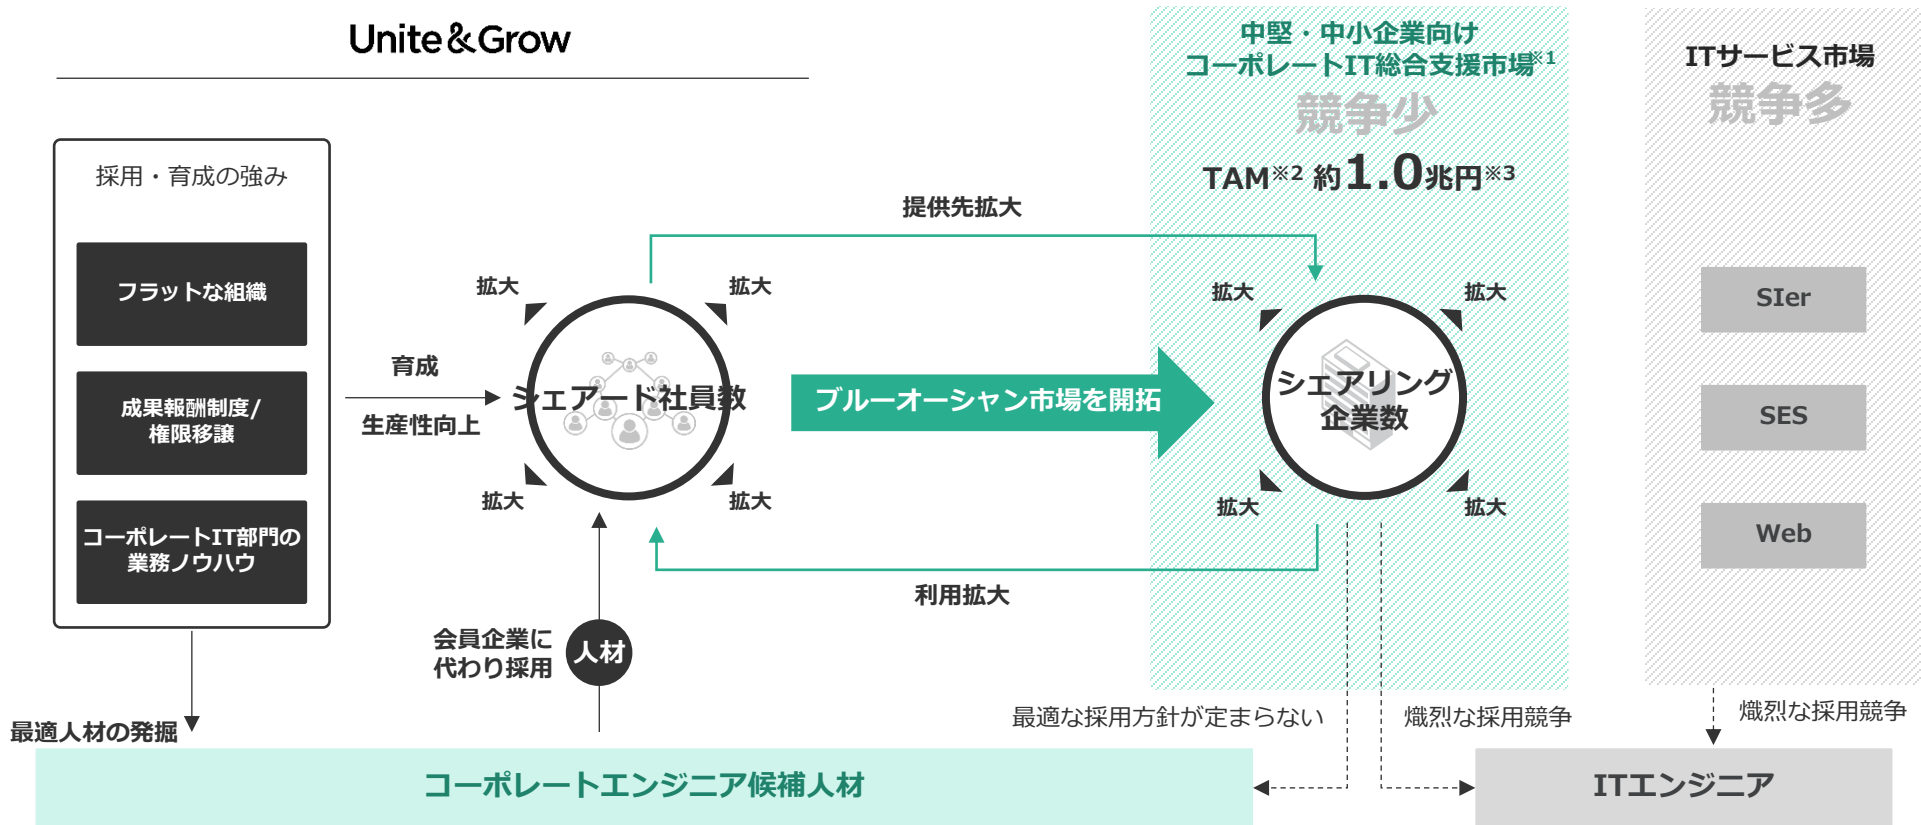 Unite&Grow
中堅・中小企業向け
コーポレートIT総合支援市場※1
競争少
TAM※2 約1.0兆円※3
ITサービス市場
競争多
採用・育成の強み
フラットな組織
成果報酬制度/
権限移譲
コーポレートIT部門の
業務ノウハウ
育成
生産性向上
拡大
拡大
シェアード社員数
拡大
拡大
提供先拡大
ブルーオーシャン市場を開拓
利用拡大
拡大
拡大
シェアリング
企業数
拡大
拡大
SIer
SES
Web
会員企業に
代わり採用
人材
最適人材の発掘
最適な採用方針が定まらない
熾烈な採用競争
熾烈な採用競争
コーポレートエンジニア候補人材
ITエンジニア